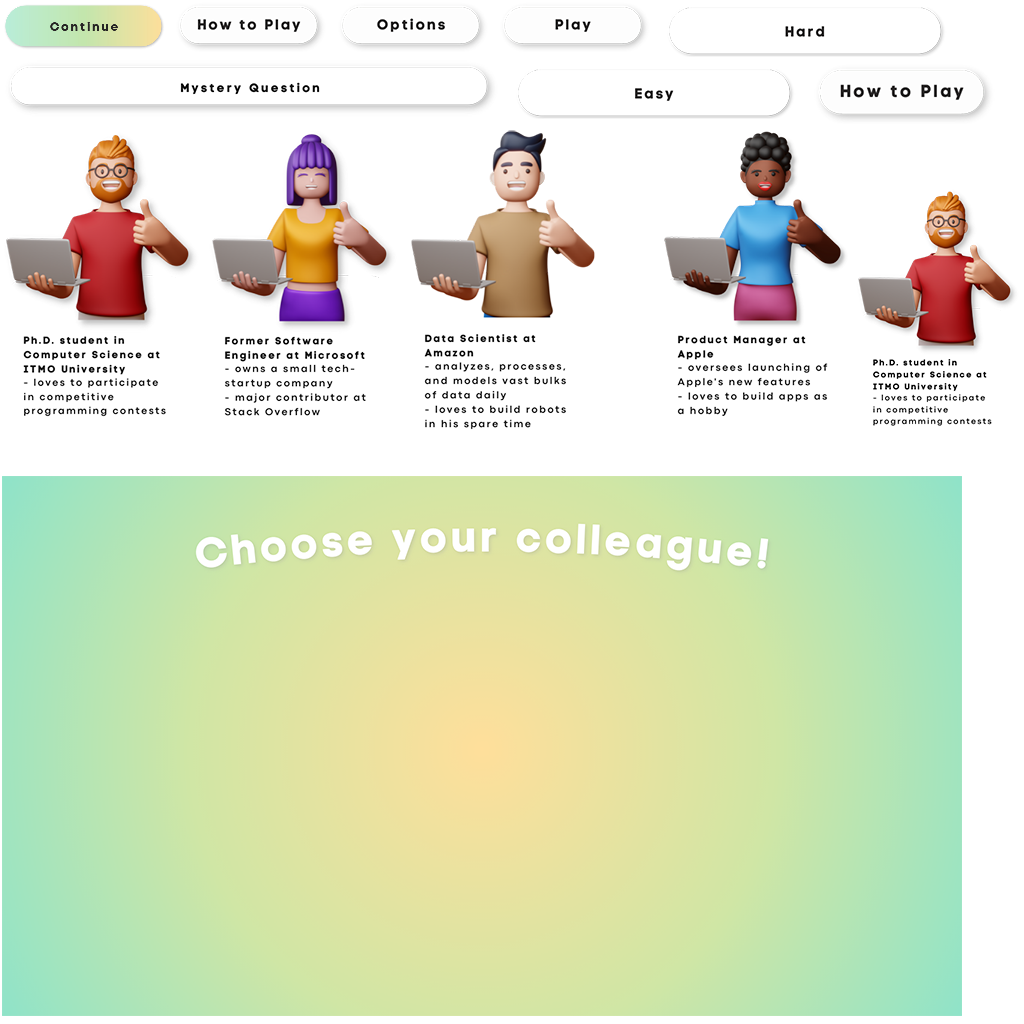 Continue
How to Play
Options
Play
Hard
Mystery Question
Easy
How to Play
Ph.D. student in
Computer Science at
ITMO University
- loves to participate
in competitive
programming contests
Former Software
Engineer at Microsoft
- owns a small tech-
startup company
- major contributor at
Stack Overflow
Data Scientist at
Amazon
- analyzes, processes,
and models vast bulks
of data daily
- loves to build robots
in his spare time
Product Manager at
Apple
- oversees launching of
Apple's new features
- loves to build apps as
a hobby
Ph.D. student in
Computer Science at
ITMO University
- loves to participate
in competitive
programming contests
Choose your colleague!